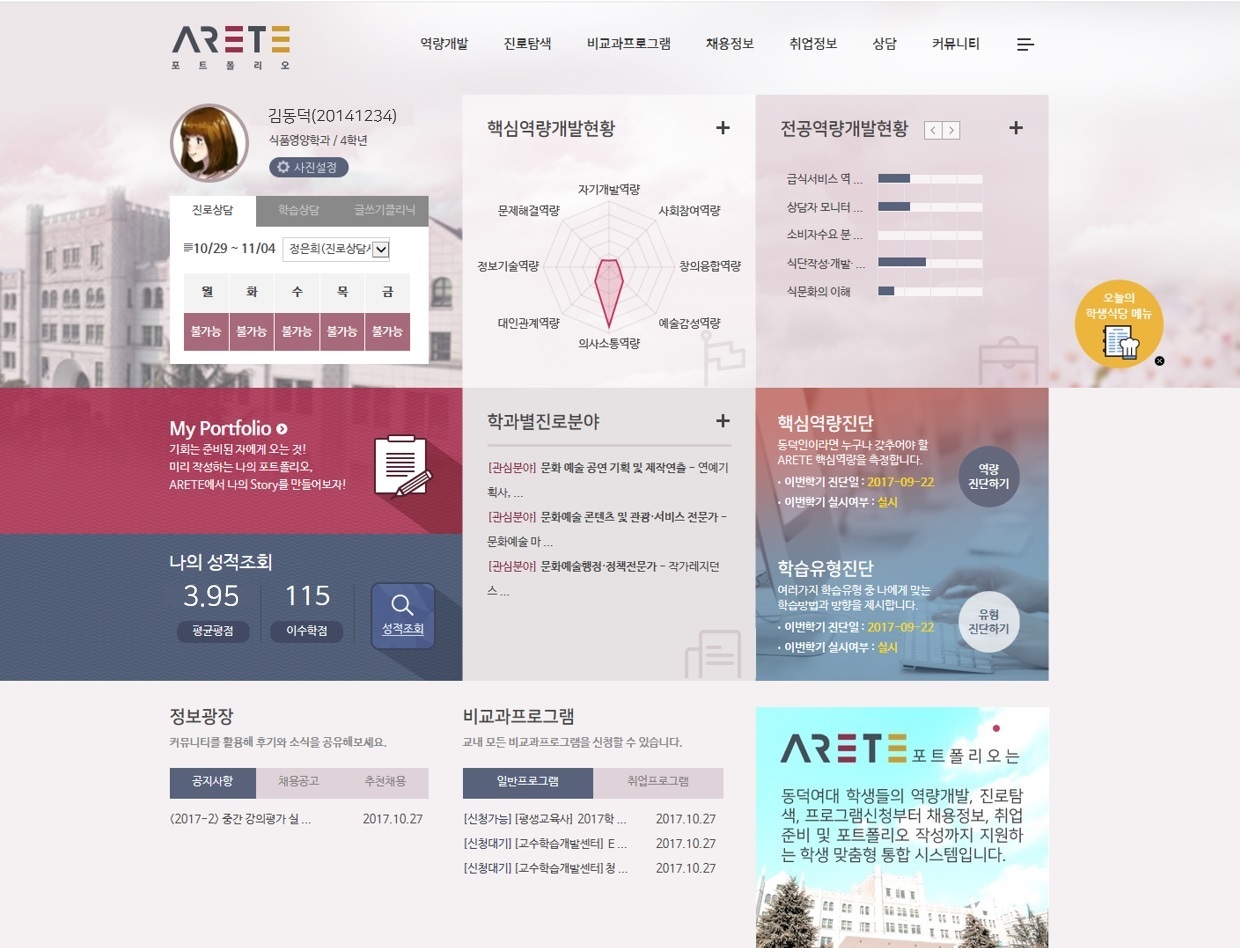 ARETE
포트폴리오
역량개발 진로탐색 비교과프로그램 채용정보 취업정보 상담 커뮤니티
김동덕(20141234)
식품영양학과 / 4학년
사진설정
진로상담 학습상담 글쓰기클리닉
10/29 ~ 11/04 정은희(진로상담사
월 화 수 목 금
불가능 불가능 불가능 불가능 불가능
핵심역량개발현황 +
자기개발역량
문제해결역량 사회참여역량
정보기술역량 창의융합역량
대인관계역량 예술감성역량
의사소통역량
전공역량개발현황 < > +
급식서비스 역 ...
상담자 모니터 ...
소비자수요 분 ...
식단작성·개발· ...
식문화의 이해
오늘의
학생식당 메뉴
My Portfolio
기회는 준비된 자에게 오는 것!
미리 작성하는 나의 포트폴리오,
ARETE에서 나의 Story를 만들어보자!
나의 성적조회
3.95 115
평균평점 이수학점 성적조회
학과별진로분야 +
[관심분야] 문화 예술 공연 기획 및 제작연출 - 연예기
획사, ...
[관심분야] 문화예술 콘텐츠 및 관광·서비스 전문가 -
문화예술 마 ...
[관심분야] 문화예술행정·정책전문가 - 작가레지던
스 ...
핵심역량진단
동덕인이라면 누구나 갖추어야 할
ARETE 핵심역량을 측정합니다.
· 이번학기 진단일 : 2017-09-22
· 이번학기 실시여부 : 실시
역량
진단하기
학습유형진단
여러가지 학습유형 중 나에게 맞는
학습방법과 방향을 제시합니다.
· 이번학기 진단일 : 2017-09-22
· 이번학기 실시여부 : 실시
유형
진단하기
정보광장
커뮤니티를 활용해 후기와 소식을 공유해보세요.
공지사항 채용공고 추천채용
<2017-2> 중간 강의평가 실 ... 2017.10.27
비교과프로그램
교내 모든 비교과프로그램을 신청할 수 있습니다.
일반프로그램 취업프로그램
[신청가능] [평생교육사] 2017학 ... 2017.10.27
[신청대기] [교수학습개발센터] E ... 2017.10.27
[신청대기] [교수학습개발센터] 청 ... 2017.10.27
ARETE 포트폴리오는
동덕여대 학생들의 역량개발, 진로탐
색, 프로그램신청부터 채용정보, 취업
준비 및 포트폴리오 작성까지 지원하
는 학생 맞춤형 통합 시스템입니다.